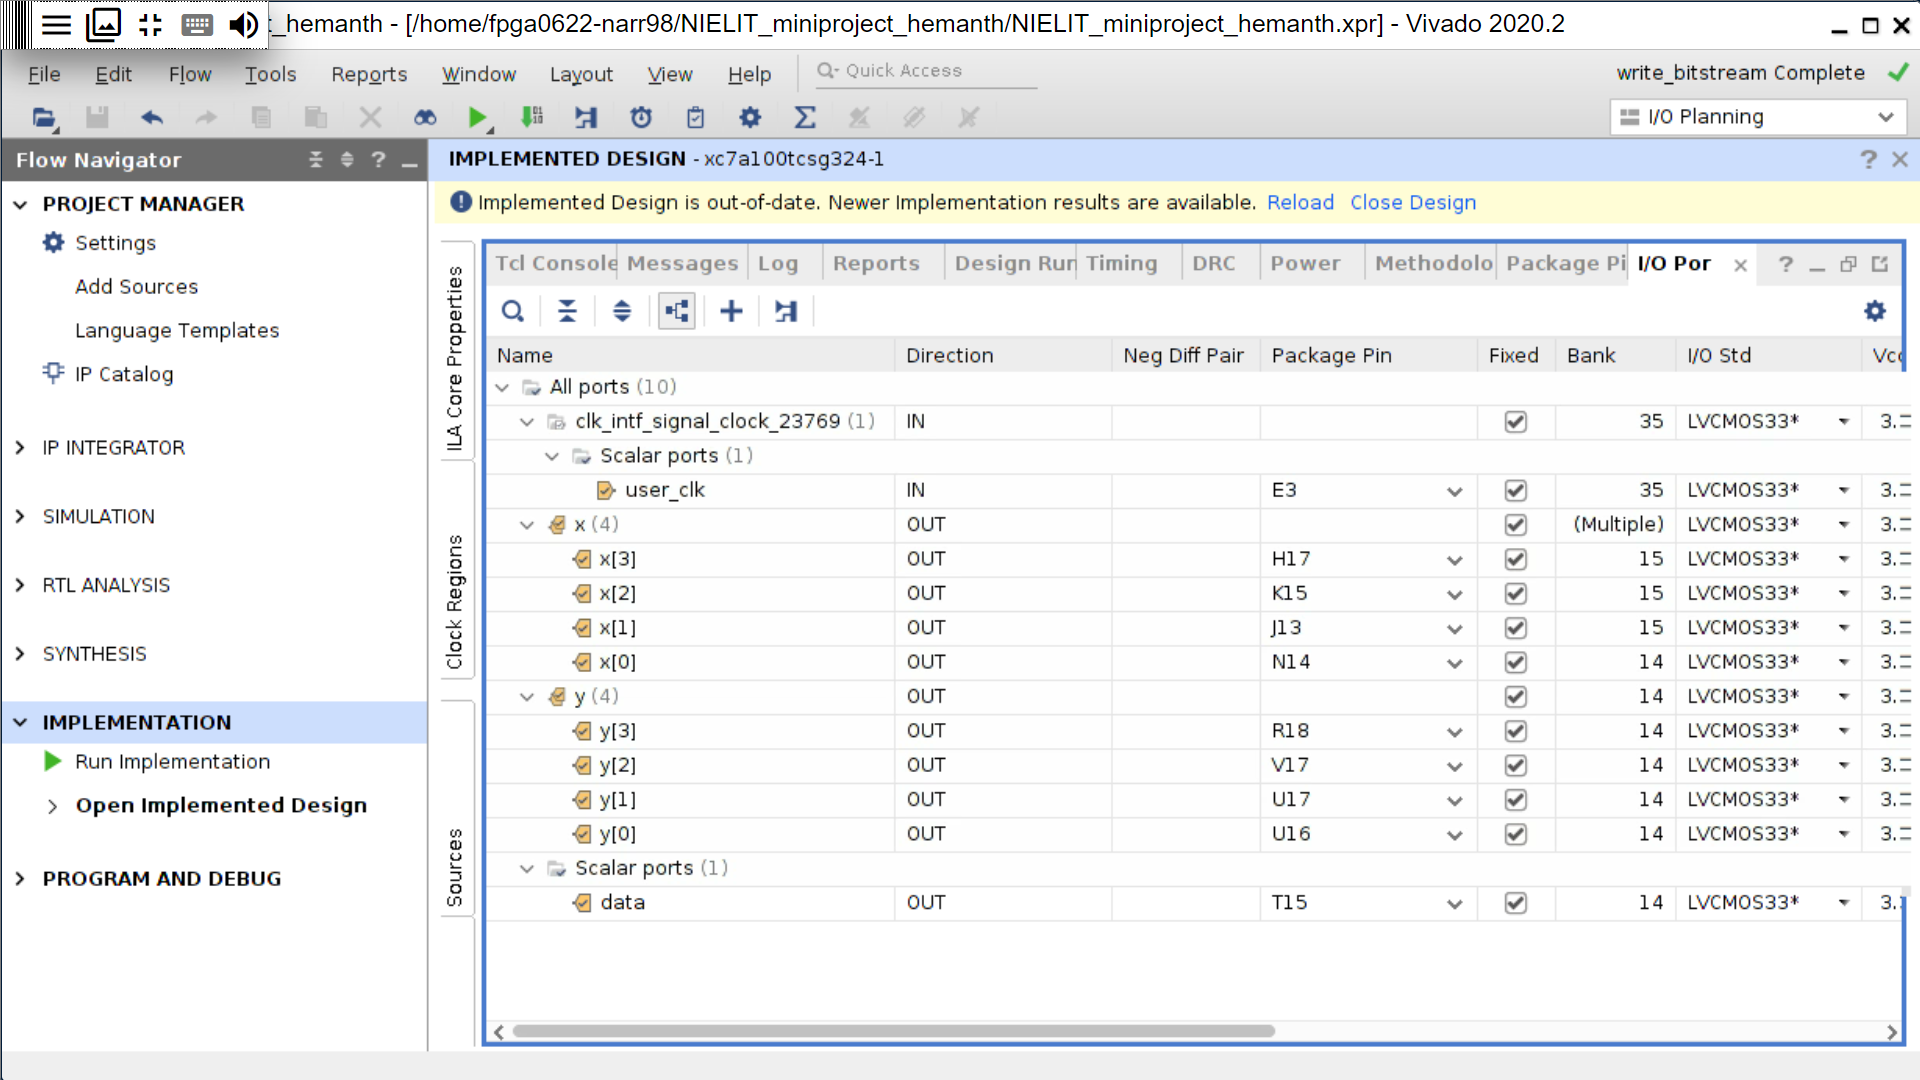 t_hemanth - [/home/fpga0622-narr98/NIELIT_miniproject_hemanth/NIELIT_miniproject_hemanth.xpr] - Vivado 2020.2
File Edit Flow Tools Reports Window Layout View Help Quick Access
write_bitstream Complete
I/O Planning
Flow Navigator
IMPLEMENTED DESIGN - xc7a100tcsg324-1
Implemented Design is out-of-date. Newer Implementation results are available. Reload Close Design
PROJECT MANAGER
Settings
Add Sources
Language Templates
IP Catalog
IP INTEGRATOR
SIMULATION
RTL ANALYSIS
SYNTHESIS
IMPLEMENTATION
Run Implementation
Open Implemented Design
PROGRAM AND DEBUG
ILA Core Properties
Clock Regions
Sources
Tcl Console Messages Log Reports Design Run Timing DRC Power Methodolo Package Pi I/O Por
Name Direction Neg Diff Pair Package Pin Fixed Bank I/O Std Vcc
All ports (10)
clk_intf_signal_clock_23769 (1) IN 35 LVCMOS33* 3.
Scalar ports (1)
user_clk IN E3 35 LVCMOS33* 3.
x (4) OUT (Multiple) LVCMOS33* 3.
x[3] OUT H17 15 LVCMOS33* 3.
x[2] OUT K15 15 LVCMOS33* 3.
x[1] OUT J13 15 LVCMOS33* 3.
x[0] OUT N14 14 LVCMOS33* 3.
y (4) OUT 14 LVCMOS33* 3.
y[3] OUT R18 14 LVCMOS33* 3.
y[2] OUT V17 14 LVCMOS33* 3.
y[1] OUT U17 14 LVCMOS33* 3.
y[0] OUT U16 14 LVCMOS33* 3.
Scalar ports (1)
data OUT T15 14 LVCMOS33* 3.